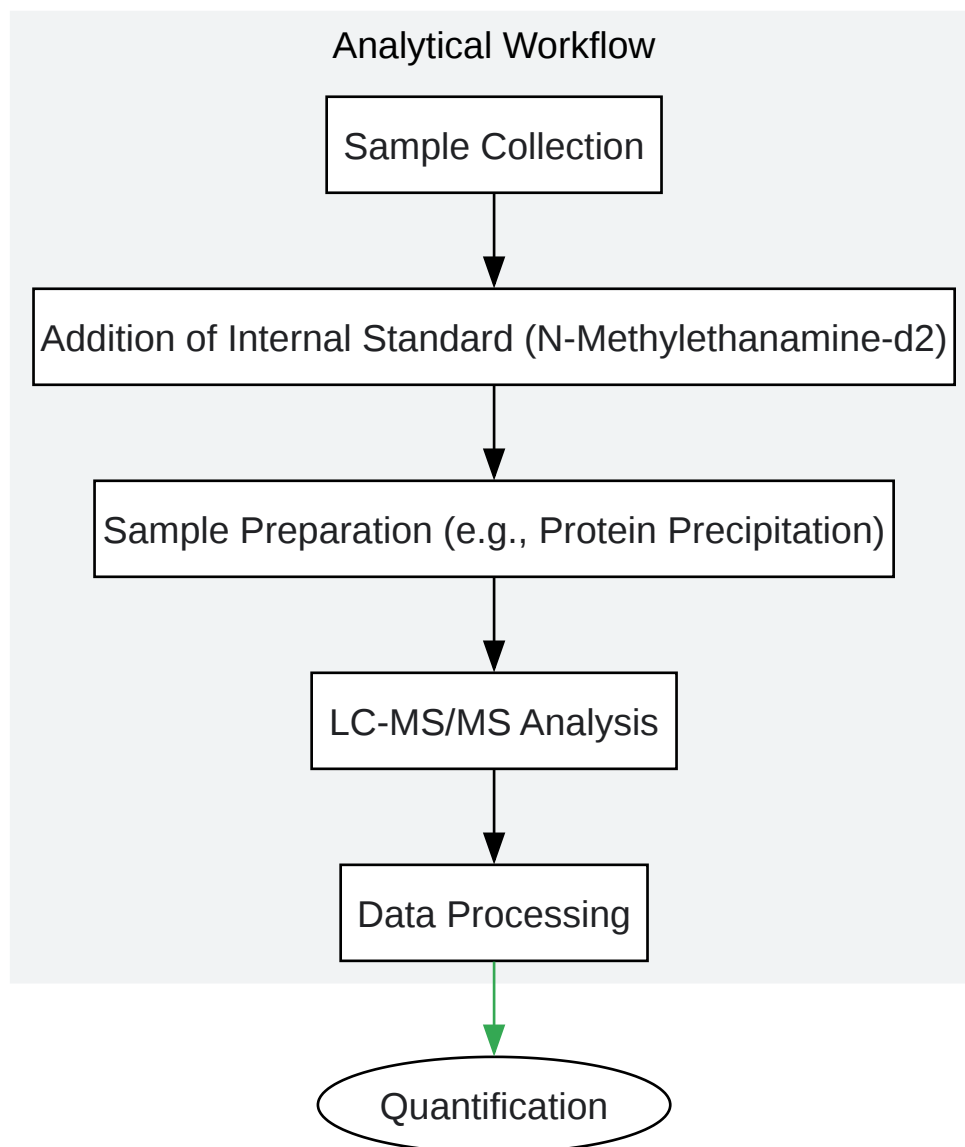 Analytical Workflow
Sample Collection
Addition of Internal Standard (N-Methylethanamine-d2)
Sample Preparation (e.g., Protein Precipitation)
LC-MS/MS Analysis
Data Processing
Quantification